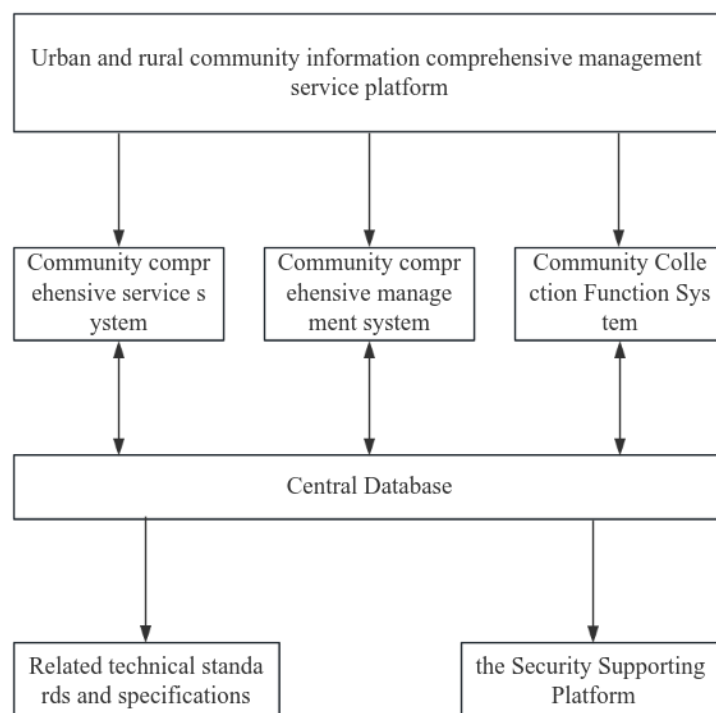 Urban and rural community information comprehensive management
service platform
Community compr
ehensive service s
ystem
Community compr
ehensive manage
ment system
Community Colle
ction Function Sys
tem
Central Database
Related technical standa
rds and specifications
the Security Supporting
Platform